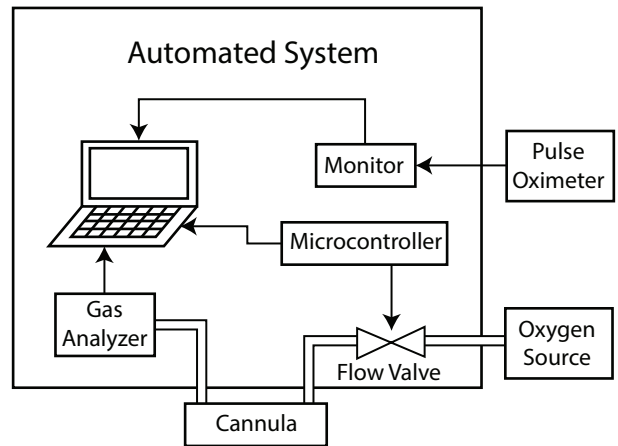 Automated System
Monitor
Pulse
Oximeter
Microcontroller
Gas
Analyzer
Flow Valve
Oxygen
Source
Cannula